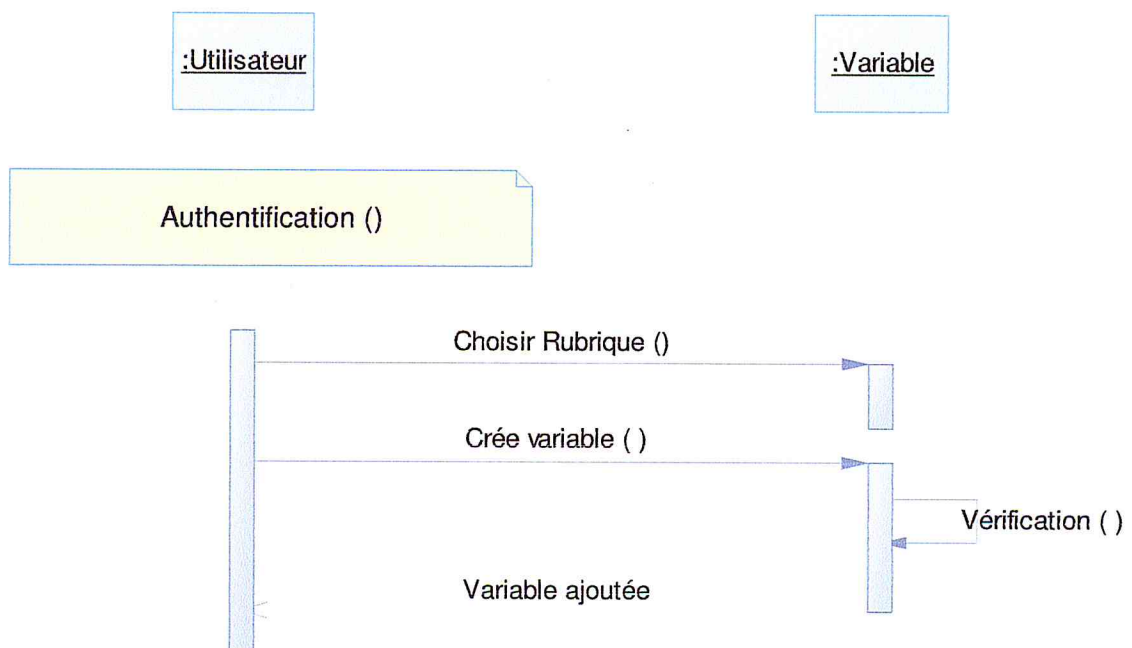 :Utilisateur
:Variable
Authentification ()
Choisir Rubrique ()
Crée variable ( )
Vérification ( )
Variable ajoutée